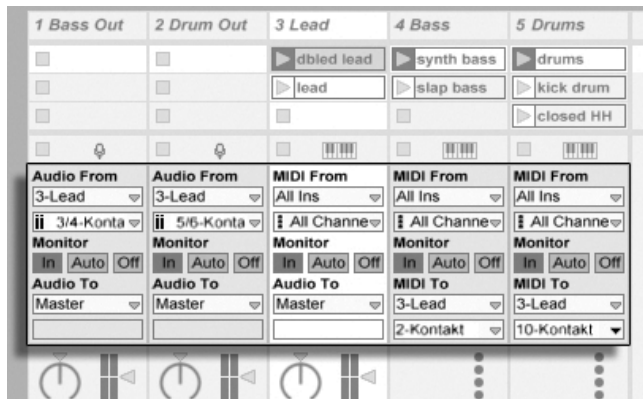 1 Bass Out 2 Drum Out 3 Lead 4 Bass 5 Drums
dbled lead synth bass drums
lead slap bass kick drum
closed HH
Audio From Audio From MIDI From MIDI From MIDI From
3-Lead 3-Lead All Ins All Ins All Ins
3/4-Konta 5/6-Konta All Channe All Channe All Channe
Monitor Monitor Monitor Monitor Monitor
In Auto Off In Auto Off In Auto Off In Auto Off In Auto Off
Audio To Audio To Audio To MIDI To MIDI To
Master Master Master 3-Lead 3-Lead
2-Kontakt 10-Kontakt